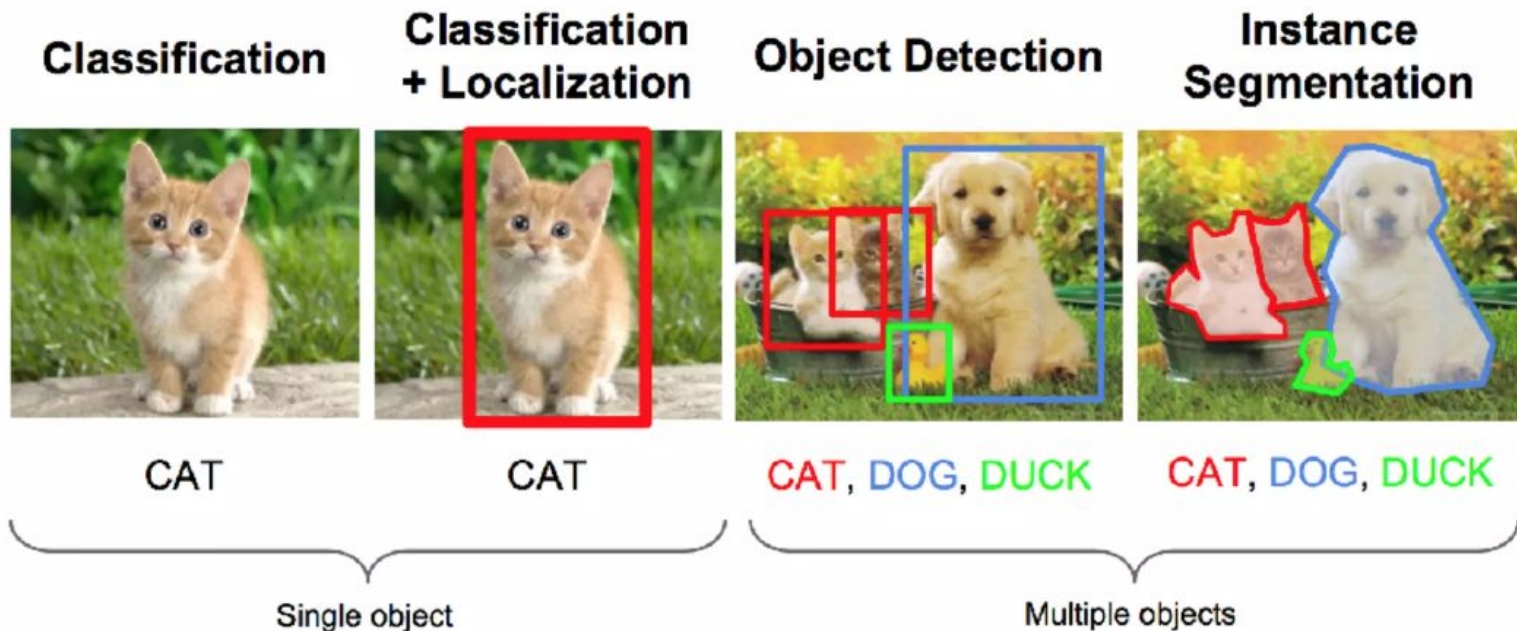 Classification
Classification
+ Localization
Object Detection
Instance
Segmentation
CAT
CAT
CAT, DOG, DUCK
CAT, DOG, DUCK
Single object
Multiple objects